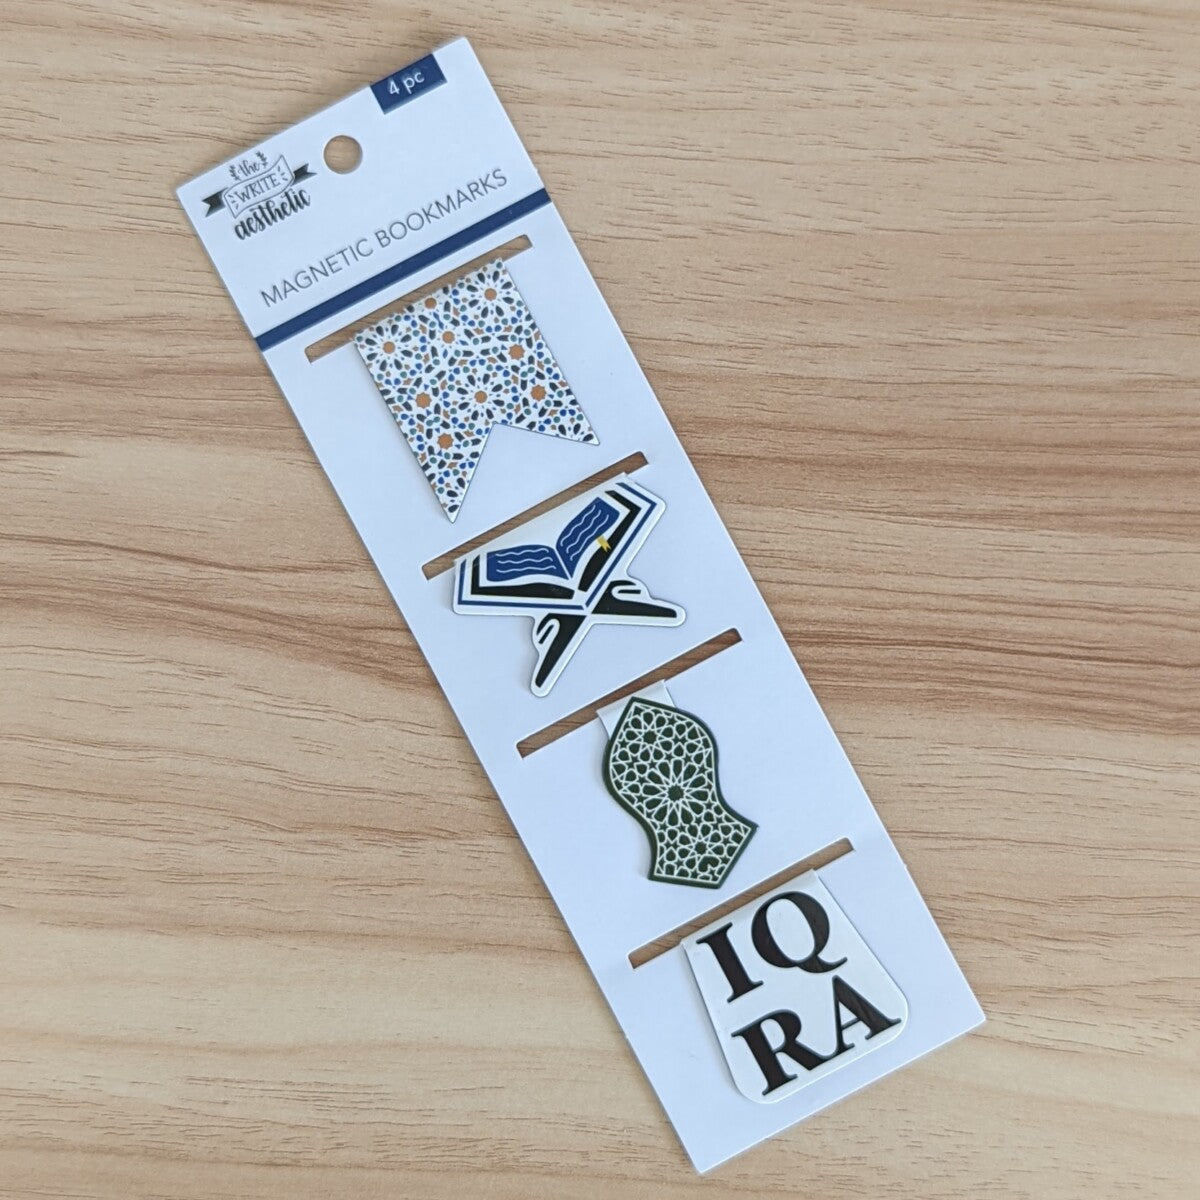 4 pc
the
WRITE
aesthetic
MAGNETIC BOOKMARKS
IQ
RA